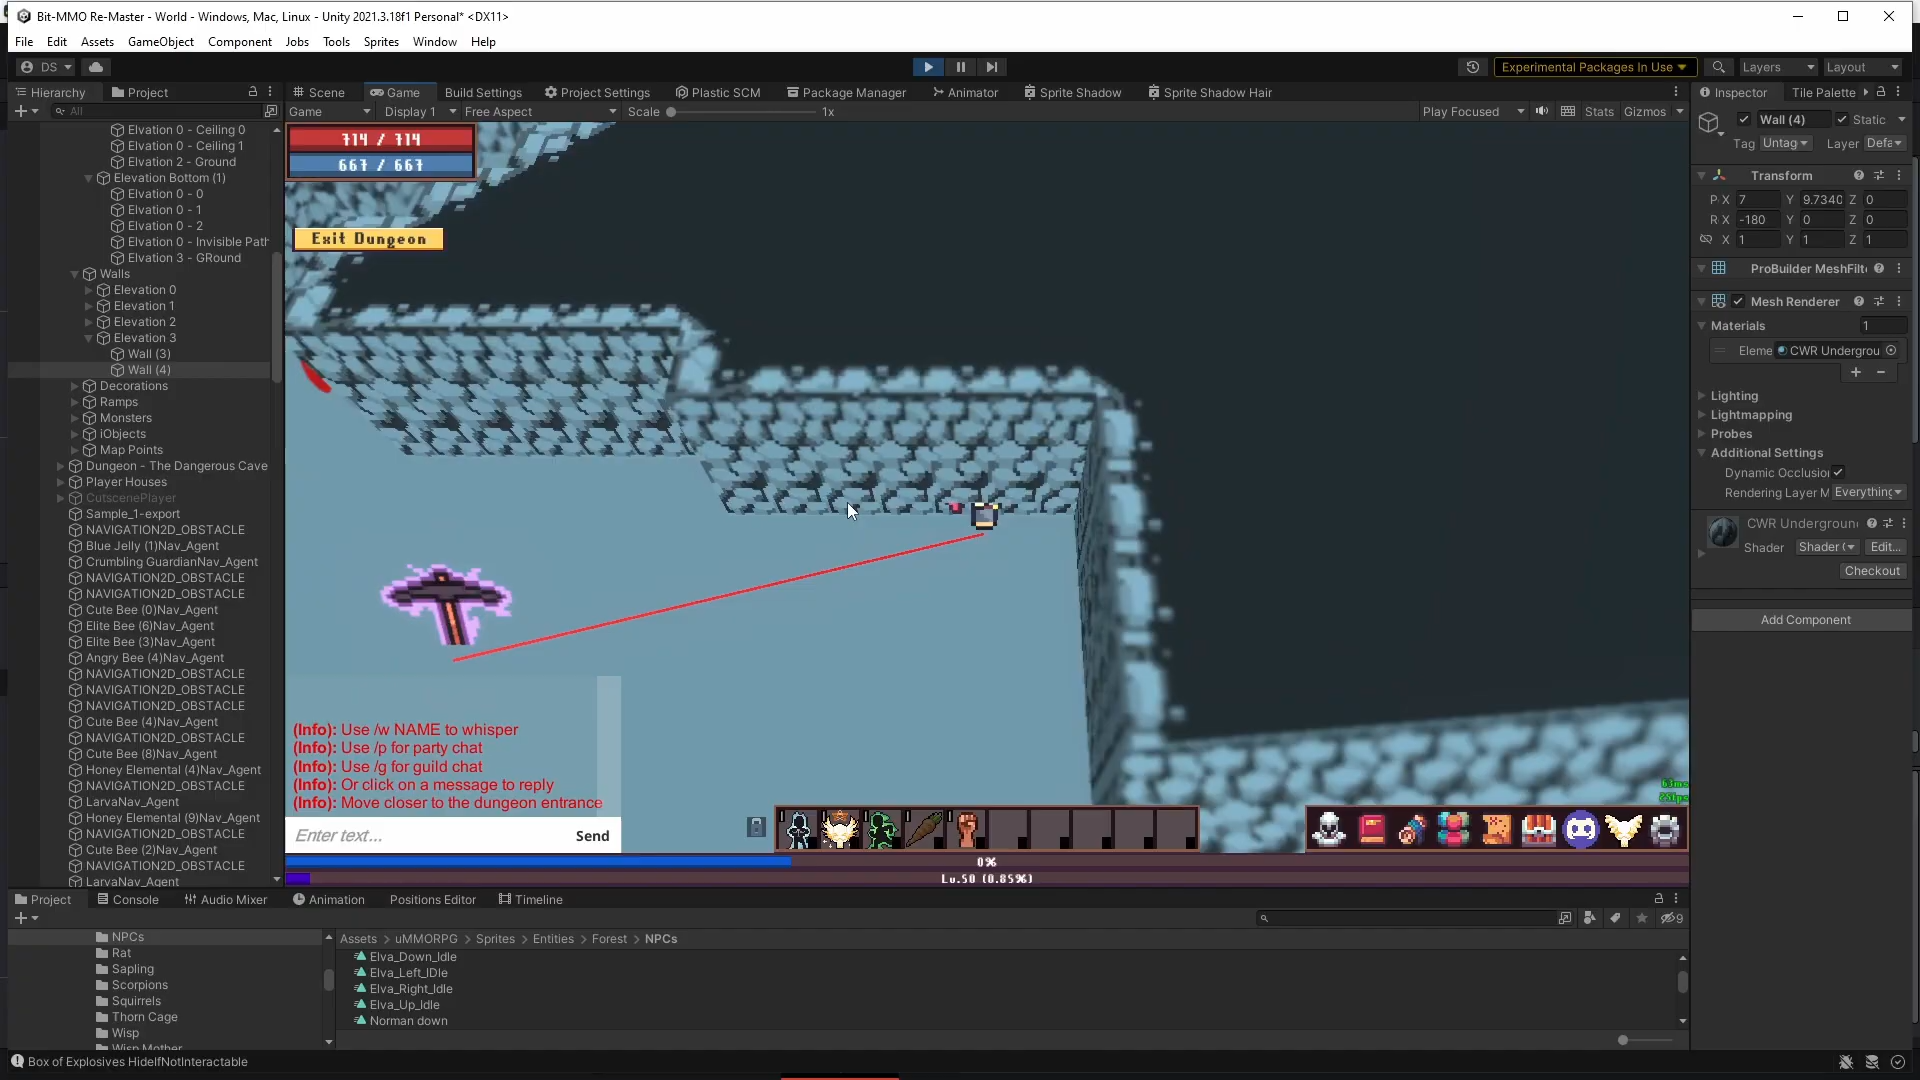 Bit-MMO Re-Master - World - Windows, Mac, Linux - Unity 2021.3.18f1 Personal* <DX11>
File Edit Assets GameObject Component Jobs Tools Sprites Window Help
DS
Experimental Packages In Use
Layers
Layout
Hierarchy
Project
Scene
Game
Build Settings
Project Settings
Plastic SCM
Package Manager
Animator
Sprite Shadow
Sprite Shadow Hair
Inspector
Tile Palette
All
Game
Display 1
Free Aspect
Scale
1x
Play Focused
Stats
Gizmos
Elvation 0 - Ceiling 0
Elvation 0 - Ceiling 1
Elevation 2 - Ground
Elevation Bottom (1)
Elvation 0 - 0
Elvation 0 - 1
Elvation 0 - 2
Elvation 0 - Invisible Path
Elevation 3 - GRound
Walls
Elevation 0
Elevation 1
Elevation 2
Elevation 3
Wall (3)
Wall (4)
Decorations
Ramps
Monsters
iObjects
Map Points
Dungeon - The Dangerous Cave
Player Houses
CutscenePlayer
Sample_1-export
NAVIGATION2D_OBSTACLE
Blue Jelly (1)Nav_Agent
Crumbling GuardianNav_Agent
NAVIGATION2D_OBSTACLE
NAVIGATION2D_OBSTACLE
Cute Bee (0)Nav_Agent
Elite Bee (6)Nav_Agent
Elite Bee (3)Nav_Agent
Angry Bee (4)Nav_Agent
NAVIGATION2D_OBSTACLE
NAVIGATION2D_OBSTACLE
NAVIGATION2D_OBSTACLE
Cute Bee (4)Nav_Agent
NAVIGATION2D_OBSTACLE
Cute Bee (8)Nav_Agent
Honey Elemental (4)Nav_Agent
NAVIGATION2D_OBSTACLE
LarvaNav_Agent
Honey Elemental (9)Nav_Agent
NAVIGATION2D_OBSTACLE
Cute Bee (2)Nav_Agent
NAVIGATION2D_OBSTACLE
LarvaNav_Agent
714 / 714
667 / 667
Exit Dungeon
(Info): Use /w NAME to whisper
(Info): Use /p for party chat
(Info): Use /g for guild chat
(Info): Or click on a message to reply
(Info): Move closer to the dungeon entrance
Enter text...
Send
0%
Lv.50 (0.85%)
Wall (4)
Static
Tag Untag
Layer Defa
Transform
P X 7 Y 9.7340 Z 0
R X -180 Y 0 Z 0
X 1 Y 1 Z 1
ProBuilder MeshFilt
Mesh Renderer
Materials
1
Eleme
CWR Undergrou
Lighting
Lightmapping
Probes
Additional Settings
Dynamic Occlusio
Rendering Layer M
Everything
CWR Undergroun
Shader
Shader (
Edit...
Checkout
Add Component
Project
Console
Audio Mixer
Animation
Positions Editor
Timeline
9
NPCs
Rat
Sapling
Scorpions
Squirrels
Thorn Cage
Wisp
Wisp Mother
Assets > uMMORPG > Sprites > Entities > Forest > NPCs
Elva_Down_Idle
Elva_Left_IDle
Elva_Right_Idle
Elva_Up_Idle
Norman down
Box of Explosives HideIfNotInteractable